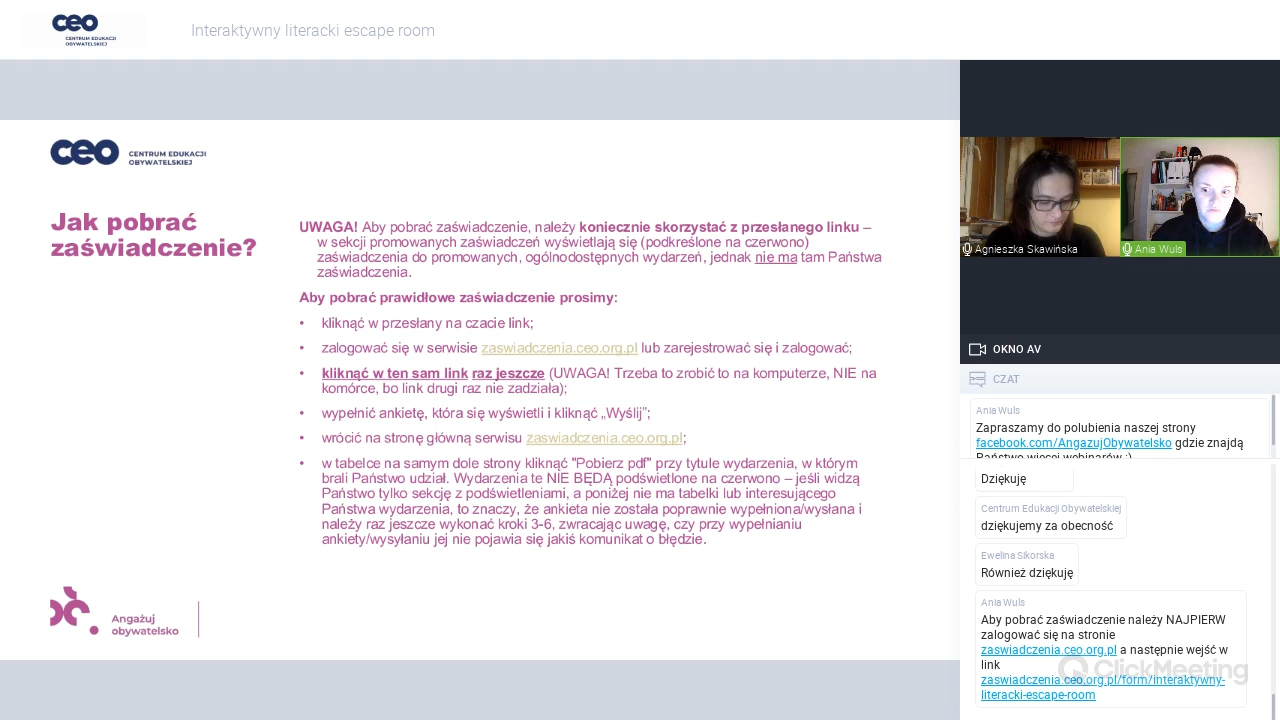 ceo
CENTRUM EDUKACJI
OBYWATELSKIEJ
Interaktywny literacki escape room
ceo
CENTRUM EDUKACJI
OBYWATELSKIEJ
Jak pobrać
zaświadczenie?
UWAGA! Aby pobrać zaświadczenie, należy koniecznie skorzystać z przesłanego linku –
w sekcji promowanych zaświadczeń wyświetlają się (podkreślone na czerwono)
zaświadczenia do promowanych, ogólnodostępnych wydarzeń, jednak nie ma tam Państwa
zaświadczenia.
Aby pobrać prawidłowe zaświadczenie prosimy:
• kliknąć w przesłany na czacie link;
• zalogować się w serwisie zaswiadczenia.ceo.org.pl lub zarejestrować się i zalogować;
• kliknąć w ten sam link raz jeszcze (UWAGA! Trzeba to zrobić to na komputerze, NIE na
komórce, bo link drugi raz nie zadziała);
• wypełnić ankietę, która się wyświetli i kliknąć „Wyślij”;
• wrócić na stronę główną serwisu zaswiadczenia.ceo.org.pl;
• w tabelce na samym dole strony kliknąć "Pobierz pdf" przy tytule wydarzenia, w którym
brali Państwo udział. Wydarzenia te NIE BĘDĄ podświetlone na czerwono – jeśli widzą
Państwo tylko sekcję z podświetleniami, a poniżej nie ma tabelki lub interesującego
Państwa wydarzenia, to znaczy, że ankieta nie została poprawnie wypełniona/wysłana i
należy raz jeszcze wykonać kroki 3-6, zwracając uwagę, czy przy wypełnianiu
ankiety/wysyłaniu jej nie pojawia się jakiś komunikat o błędzie.
Angażuj
obywatelsko
Agnieszka Skawińska
Ania Wuls
OKNO AV
CZAT
Ania Wuls
Zapraszamy do polubienia naszej strony
facebook.com/AngazujObywatelsko gdzie znajdą
Państwo więcej webinarów :)
Dziękuję
Centrum Edukacji Obywatelskiej
dziękujemy za obecność
Ewelina Sikorska
Również dziękuję
Ania Wuls
Aby pobrać zaświadczenie należy NAJPIERW
zalogować się na stronie
zaswiadczenia.ceo.org.pl a następnie wejść w
link
zaswiadczenia.ceo.org.pl/form/interaktywny-
literacki-escape-room
ClickMeeting